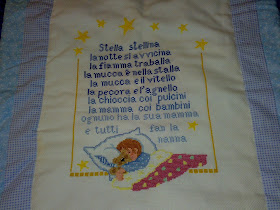 Stella stellina
la notte si avvicina
la fiamma traballa
la mucca è nella stalla
la mucca e il vitello
la pecora e l'agnello
la chioccia coi pulcini
la mamma coi bambini
ognuno ha la sua mamma
e tutti fan la
nanna